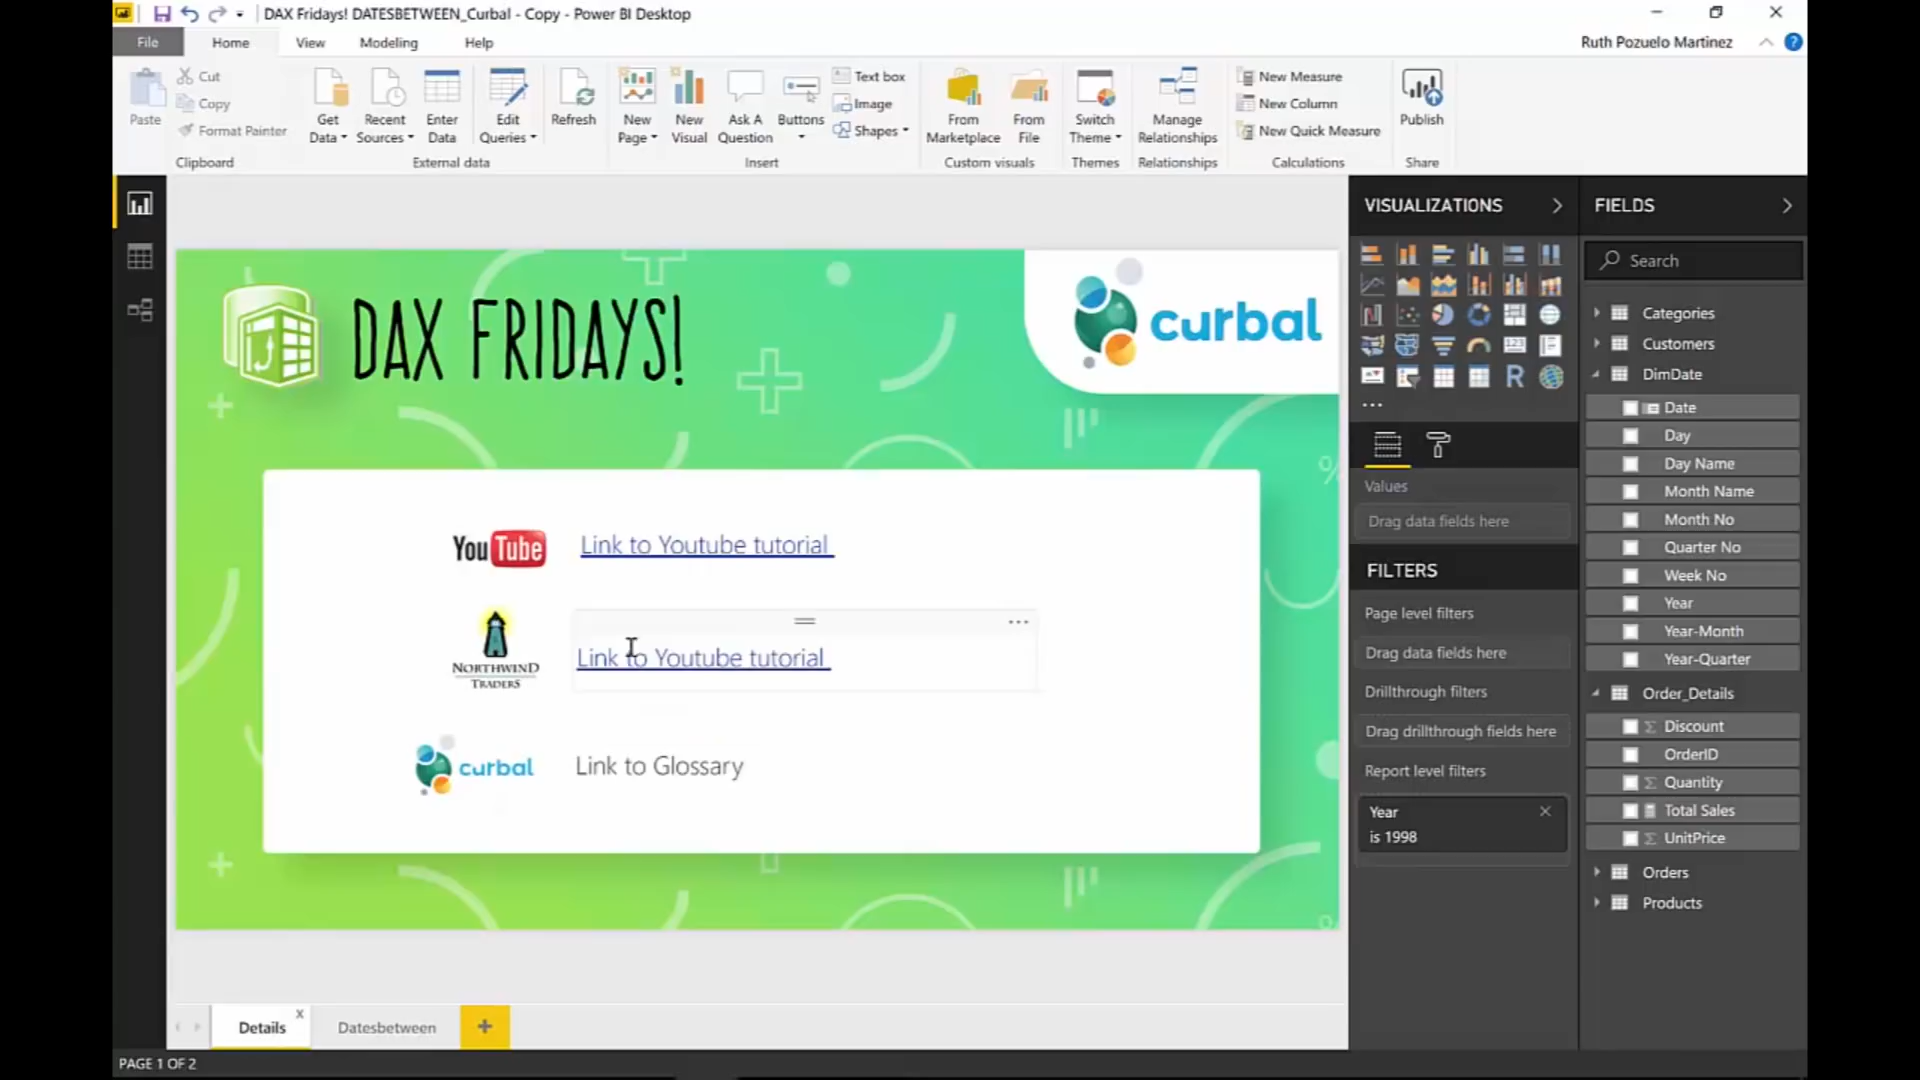 DAX Fridays! DATESBETWEEN_Curbal - Copy - Power BI Desktop
File
Home
View
Modeling
Help
Ruth Pozuelo Martinez
?
Paste
Cut
Copy
Format Painter
Clipboard
Get Data
Recent Sources
Enter Data
Edit Queries
Refresh
External data
New Page
New Visual
Ask A Question
Buttons
Text box
Image
Shapes
Insert
From Marketplace
From File
Custom visuals
Switch Theme
Themes
Manage Relationships
Relationships
New Measure
New Column
New Quick Measure
Calculations
Publish
Share
DAX FRIDAYS!
curbal
YouTube
Link to Youtube tutorial
NORTHWIND
TRADERS
Link to Youtube tutorial
curbal
Link to Glossary
VISUALIZATIONS
R
Values
Drag data fields here
FILTERS
Page level filters
Drag data fields here
Drillthrough filters
Drag drillthrough fields here
Report level filters
Year
is 1998
FIELDS
Search
Categories
Customers
DimDate
Date
Day
Day Name
Month Name
Month No
Quarter No
Week No
Year
Year-Month
Year-Quarter
Order_Details
Discount
OrderID
Quantity
Total Sales
UnitPrice
Orders
Products
Details
Datesbetween
PAGE 1 OF 2